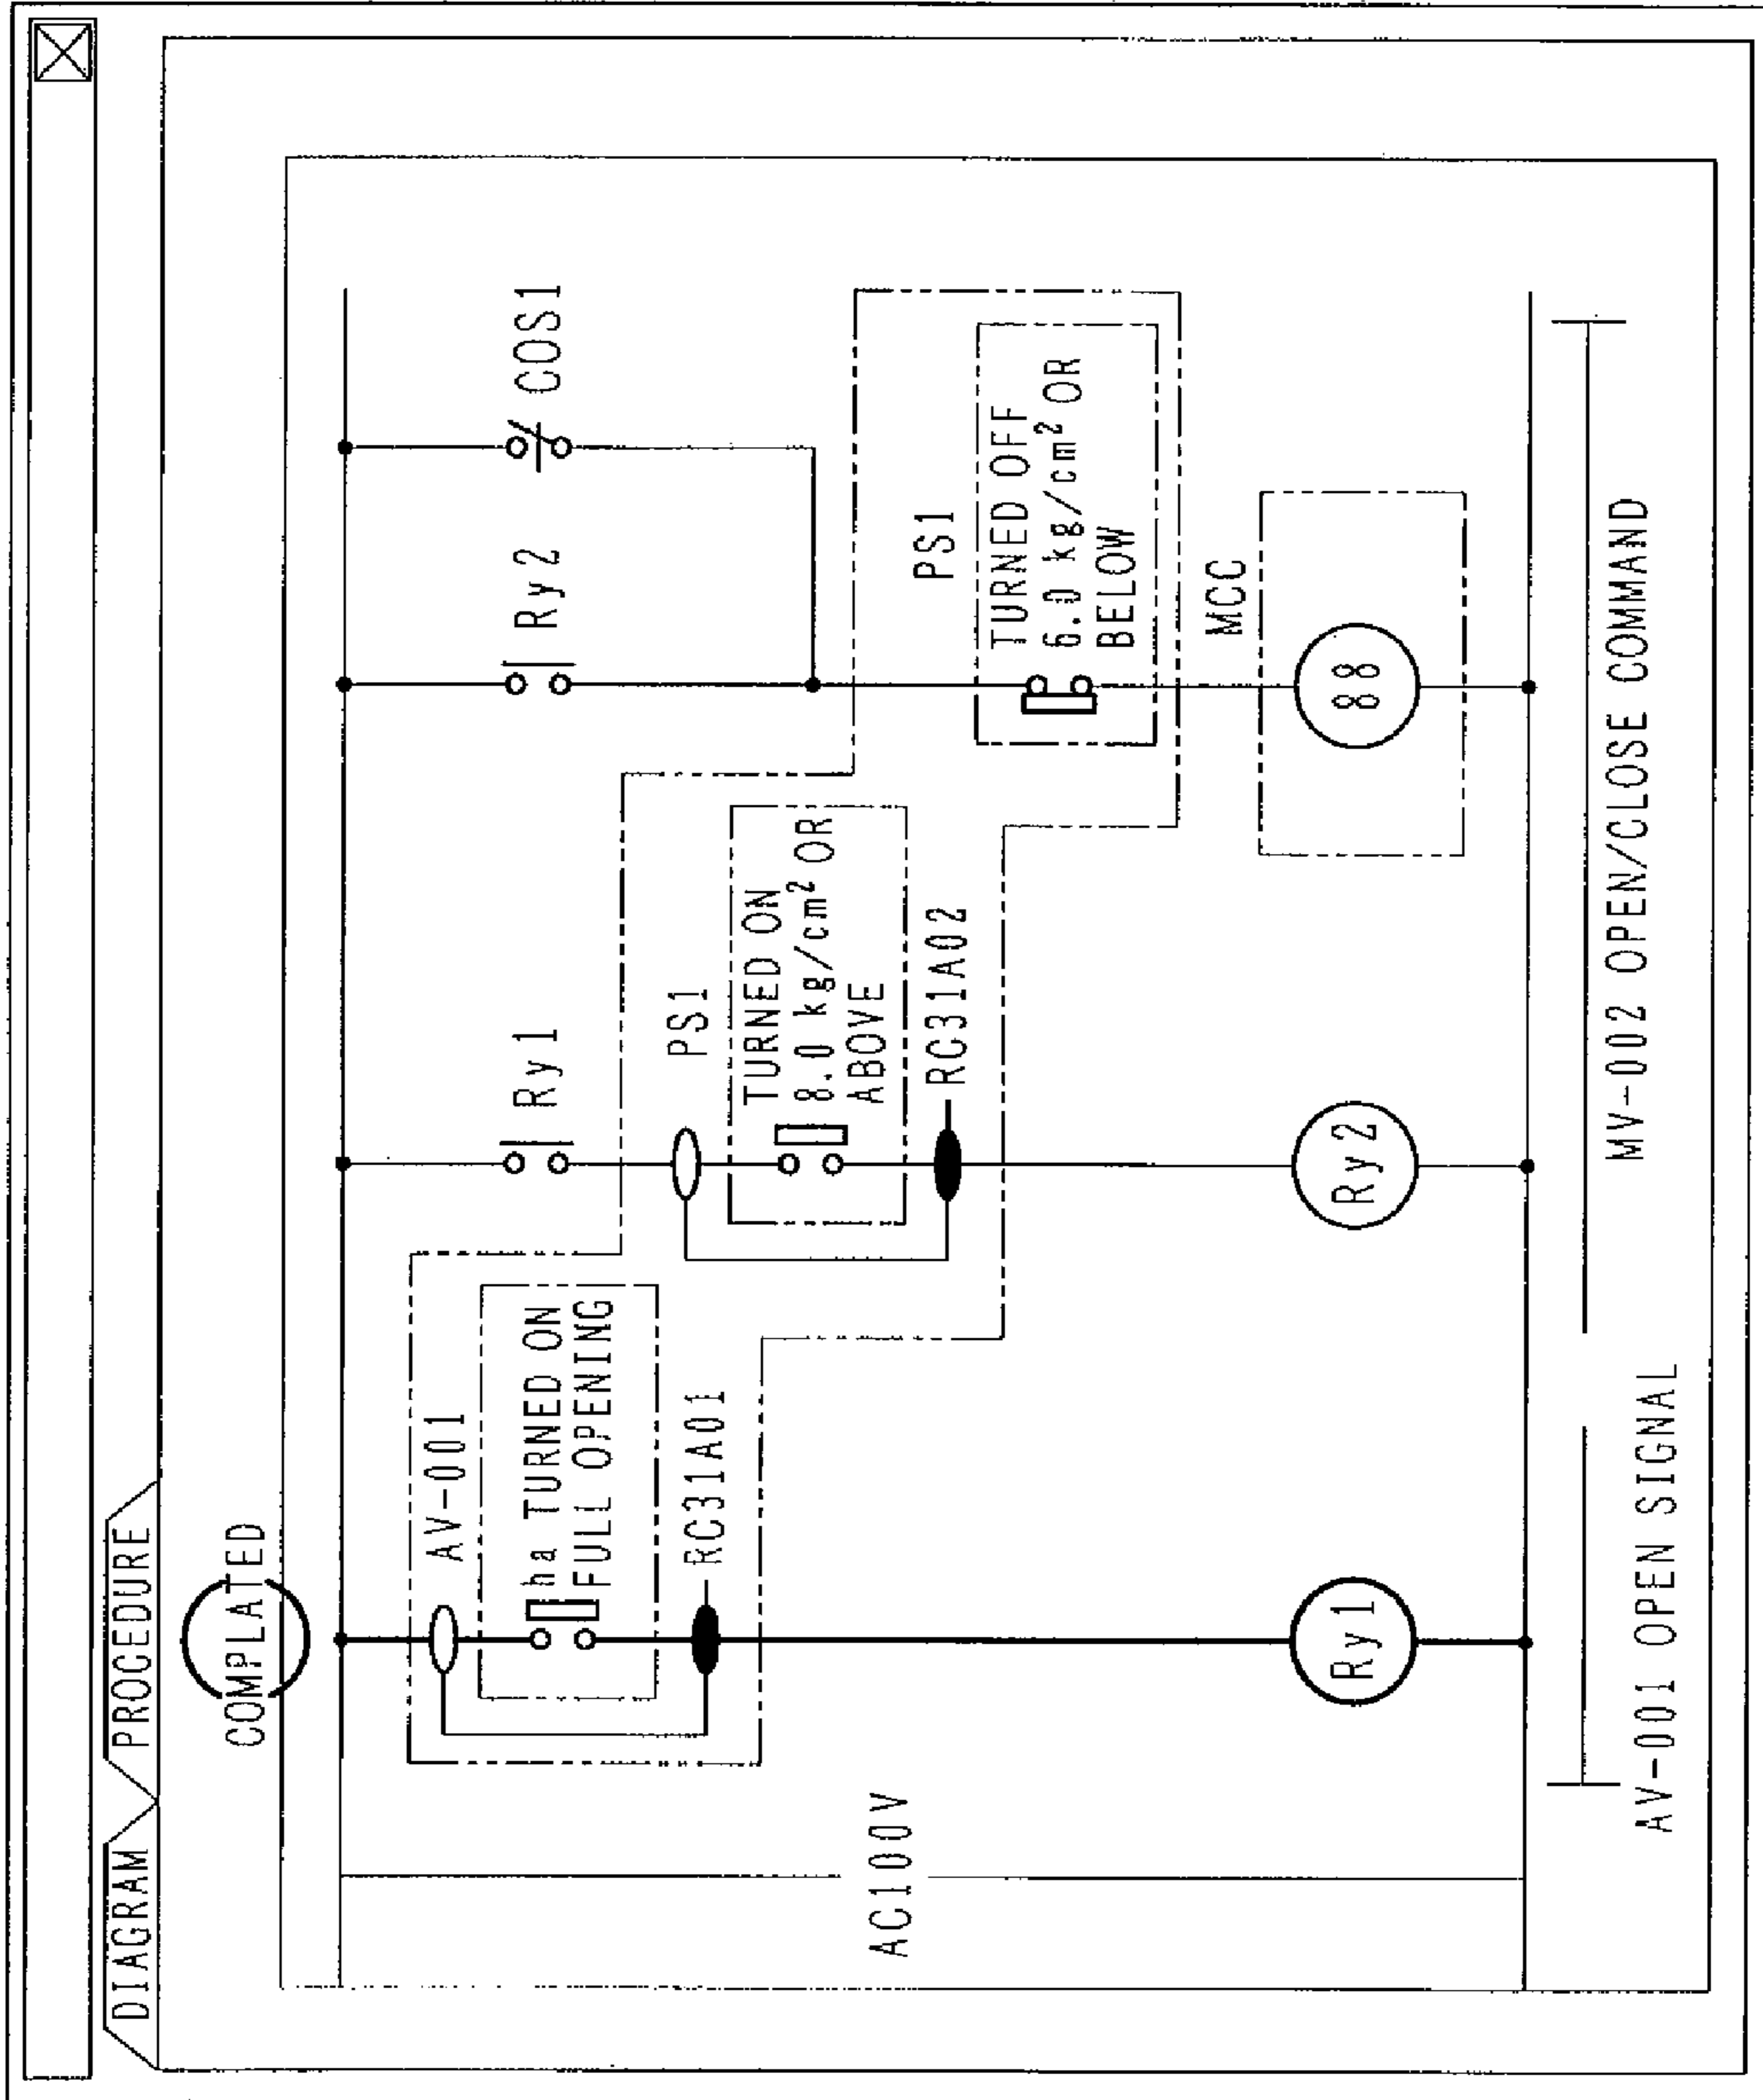 DIAGRAM
PROCEDURE
COMPLATED
AC100V
AV-001
ha TURNED ON
FULL OPENING
RC31A01
Ry1
Ry1
PS1
TURNED ON
8.0 kg/cm² OR
ABOVE
RC31A02
Ry2
Ry2
COS1
PS1
TURNED OFF
6.0 kg/cm² OR
BELOW
MCC
88
AV-001 OPEN SIGNAL
MV-002 OPEN/CLOSE COMMAND